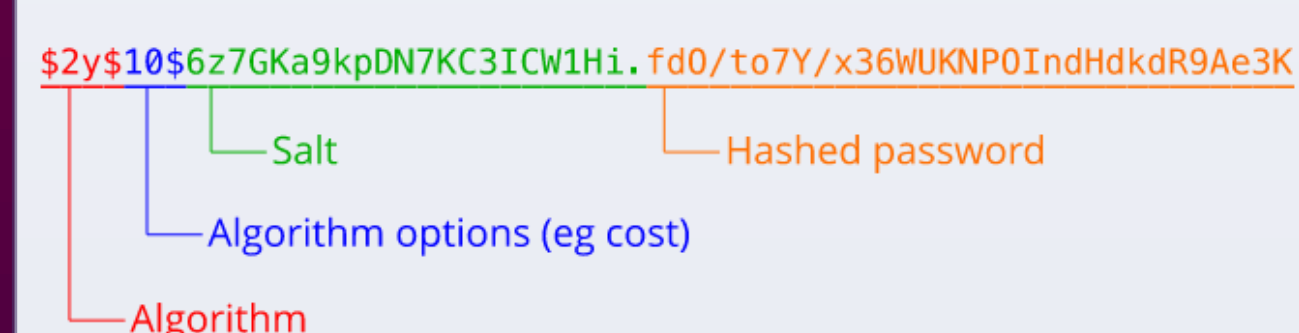 $2y$10$6z7GKa9kpDN7KC3ICW1Hi.fdO/to7Y/x36WUKNPOIndHdkdR9Ae3K
Salt
Hashed password
Algorithm options (eg cost)
Algorithm